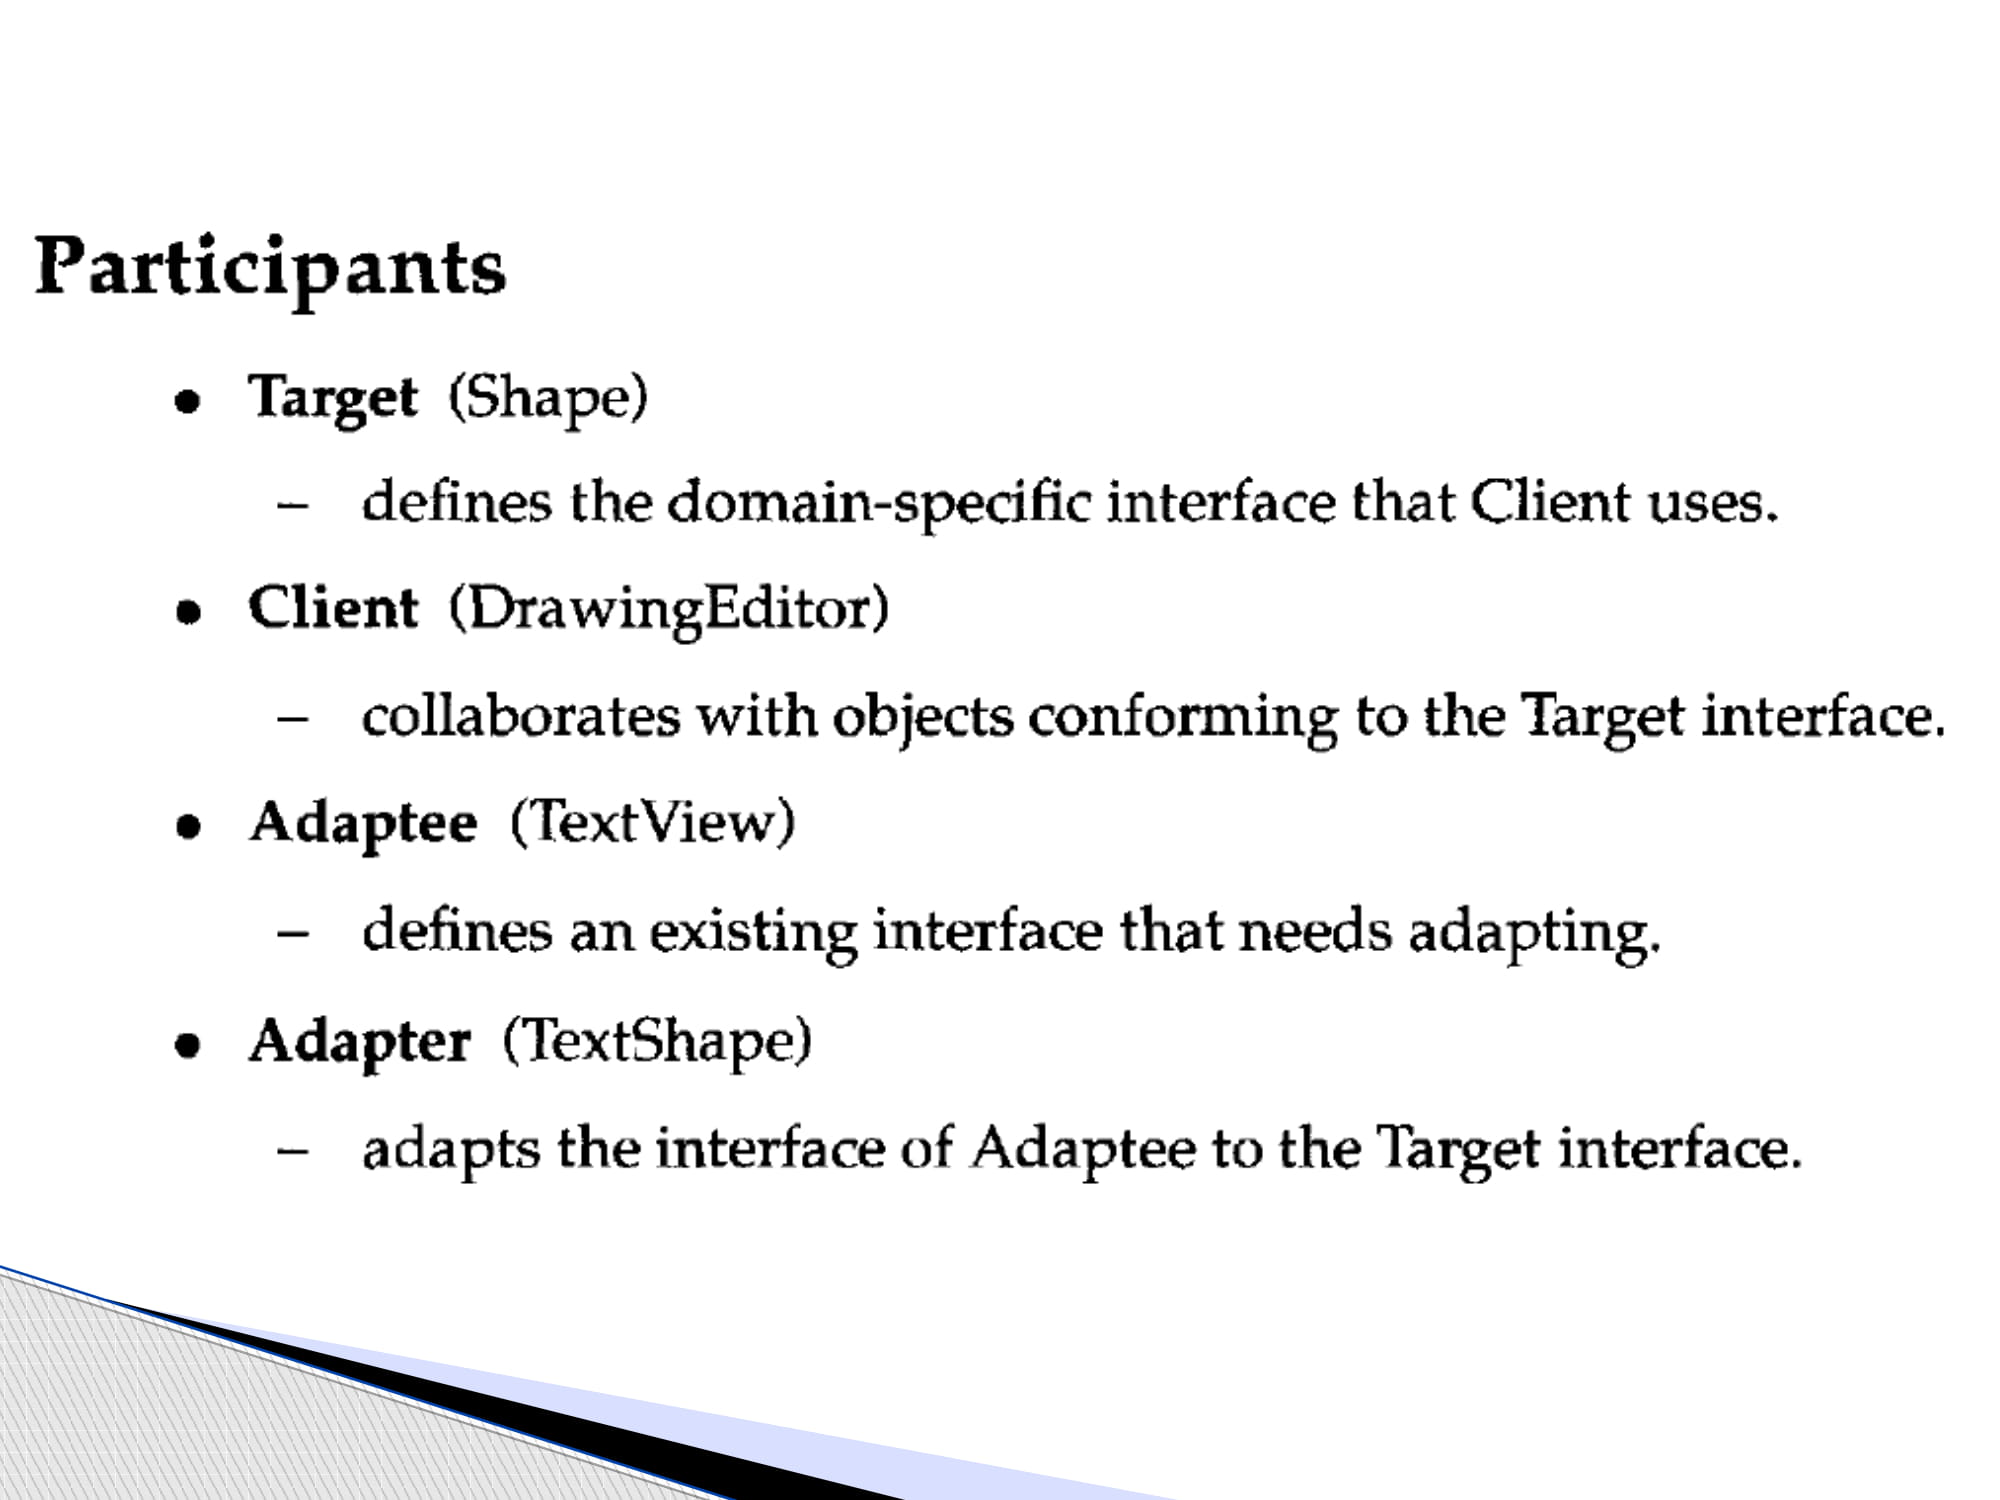 Participants
• Target (Shape)
– defines the domain-specific interface that Client uses.
• Client (DrawingEditor)
– collaborates with objects conforming to the Target interface.
• Adaptee (TextView)
– defines an existing interface that needs adapting.
• Adapter (TextShape)
– adapts the interface of Adaptee to the Target interface.